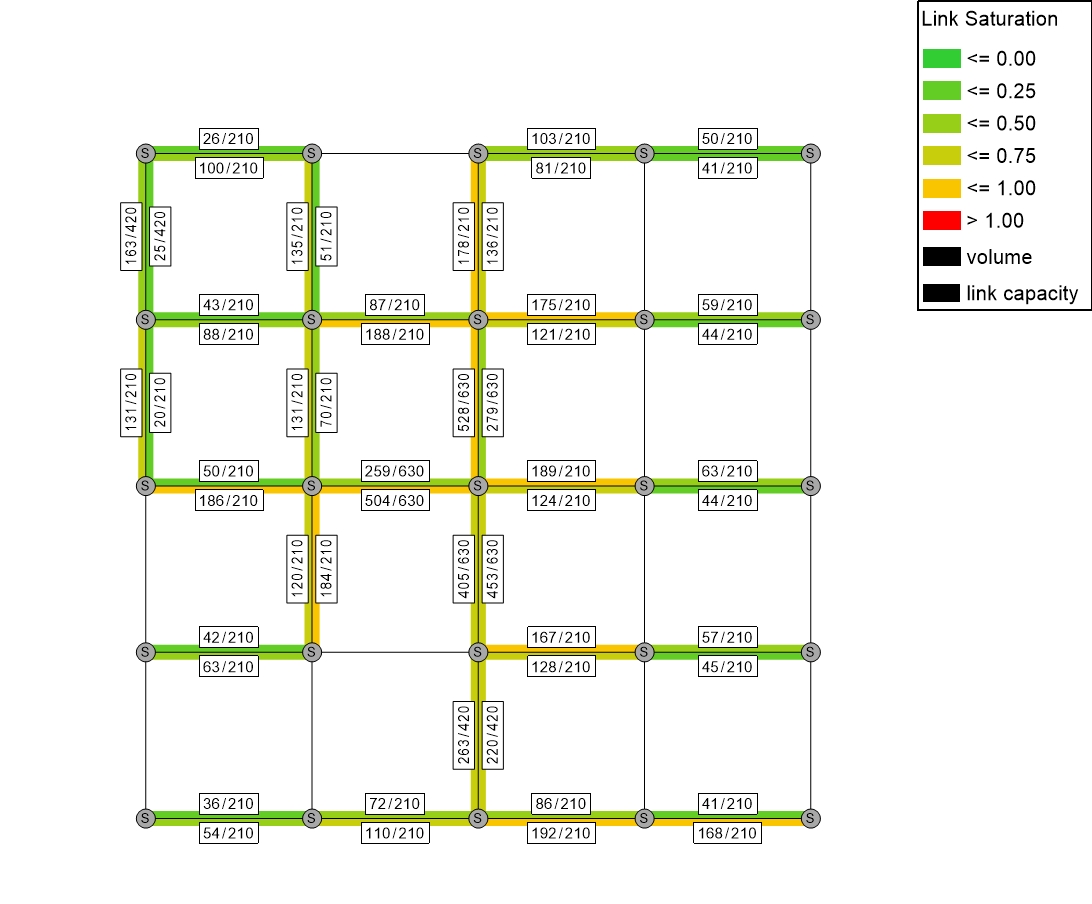 Link Saturation
<= 0.00
<= 0.25
<= 0.50
<= 0.75
<= 1.00
> 1.00
volume
link capacity
26/210
103/210
50/210
S
S
S
S
S
100/210
81/210
41/210
163/420
25/420
135/210
51/210
178/210
136/210
43/210
87/210
175/210
59/210
S
S
S
S
S
88/210
188/210
121/210
44/210
131/210
20/210
131/210
70/210
528/630
279/630
50/210
259/630
189/210
63/210
S
S
S
S
S
186/210
504/630
124/210
44/210
120/210
184/210
405/630
453/630
42/210
167/210
57/210
S
S
S
S
S
63/210
128/210
45/210
263/420
220/420
36/210
72/210
86/210
41/210
S
S
S
S
S
54/210
110/210
192/210
168/210